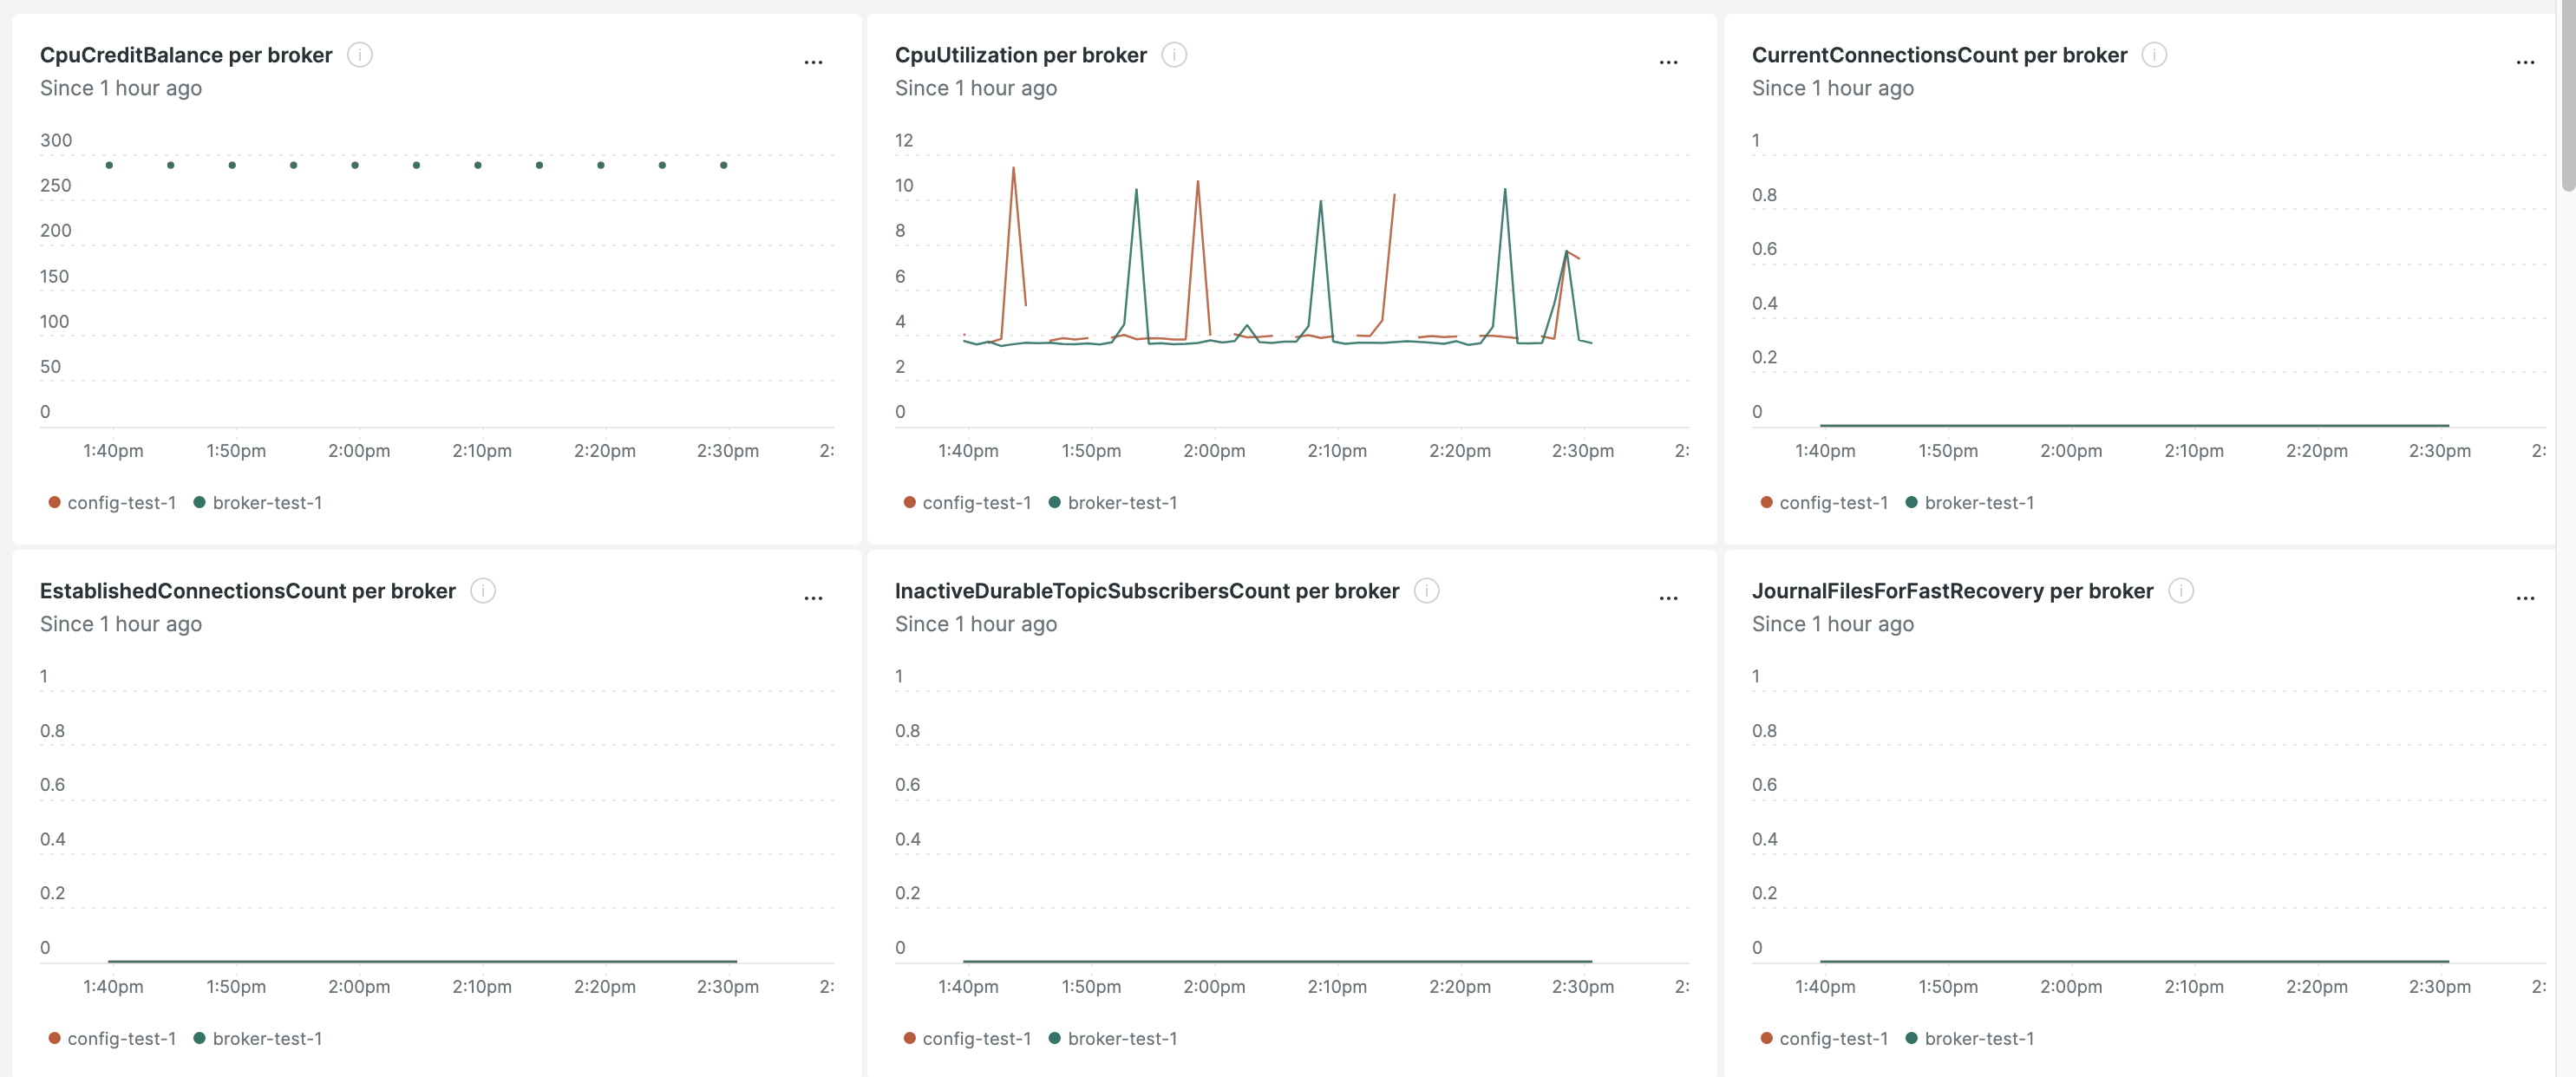 CpuCreditBalance per broker
Since 1 hour ago
300
250
200
150
100
50
0
1:40pm 1:50pm 2:00pm 2:10pm 2:20pm 2:30pm 2:
config-test-1 broker-test-1
CpuUtilization per broker
Since 1 hour ago
12
10
8
6
4
2
0
1:40pm 1:50pm 2:00pm 2:10pm 2:20pm 2:30pm 2:
config-test-1 broker-test-1
CurrentConnectionsCount per broker
Since 1 hour ago
1
0.8
0.6
0.4
0.2
0
1:40pm 1:50pm 2:00pm 2:10pm 2:20pm 2:30pm 2:
config-test-1 broker-test-1
EstablishedConnectionsCount per broker
Since 1 hour ago
1
0.8
0.6
0.4
0.2
0
1:40pm 1:50pm 2:00pm 2:10pm 2:20pm 2:30pm 2:
config-test-1 broker-test-1
InactiveDurableTopicSubscribersCount per broker
Since 1 hour ago
1
0.8
0.6
0.4
0.2
0
1:40pm 1:50pm 2:00pm 2:10pm 2:20pm 2:30pm 2:
config-test-1 broker-test-1
JournalFilesForFastRecovery per broker
Since 1 hour ago
1
0.8
0.6
0.4
0.2
0
1:40pm 1:50pm 2:00pm 2:10pm 2:20pm 2:30pm 2:
config-test-1 broker-test-1